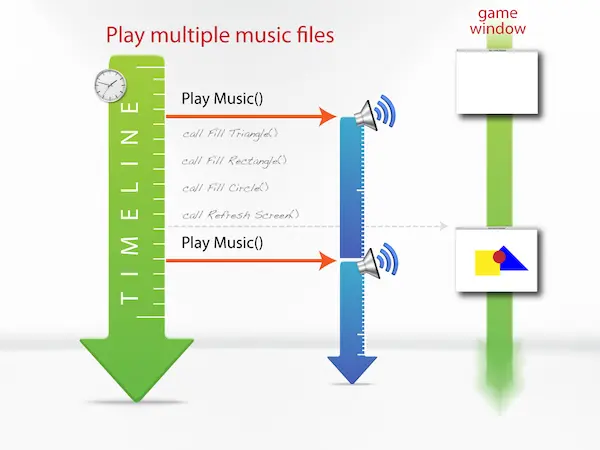 Play multiple music files
game
window
TIMELINE
Play Music()
call Fill Triangle()
call Fill Rectangle()
call Fill Circle()
call Refresh Screen()
Play Music()